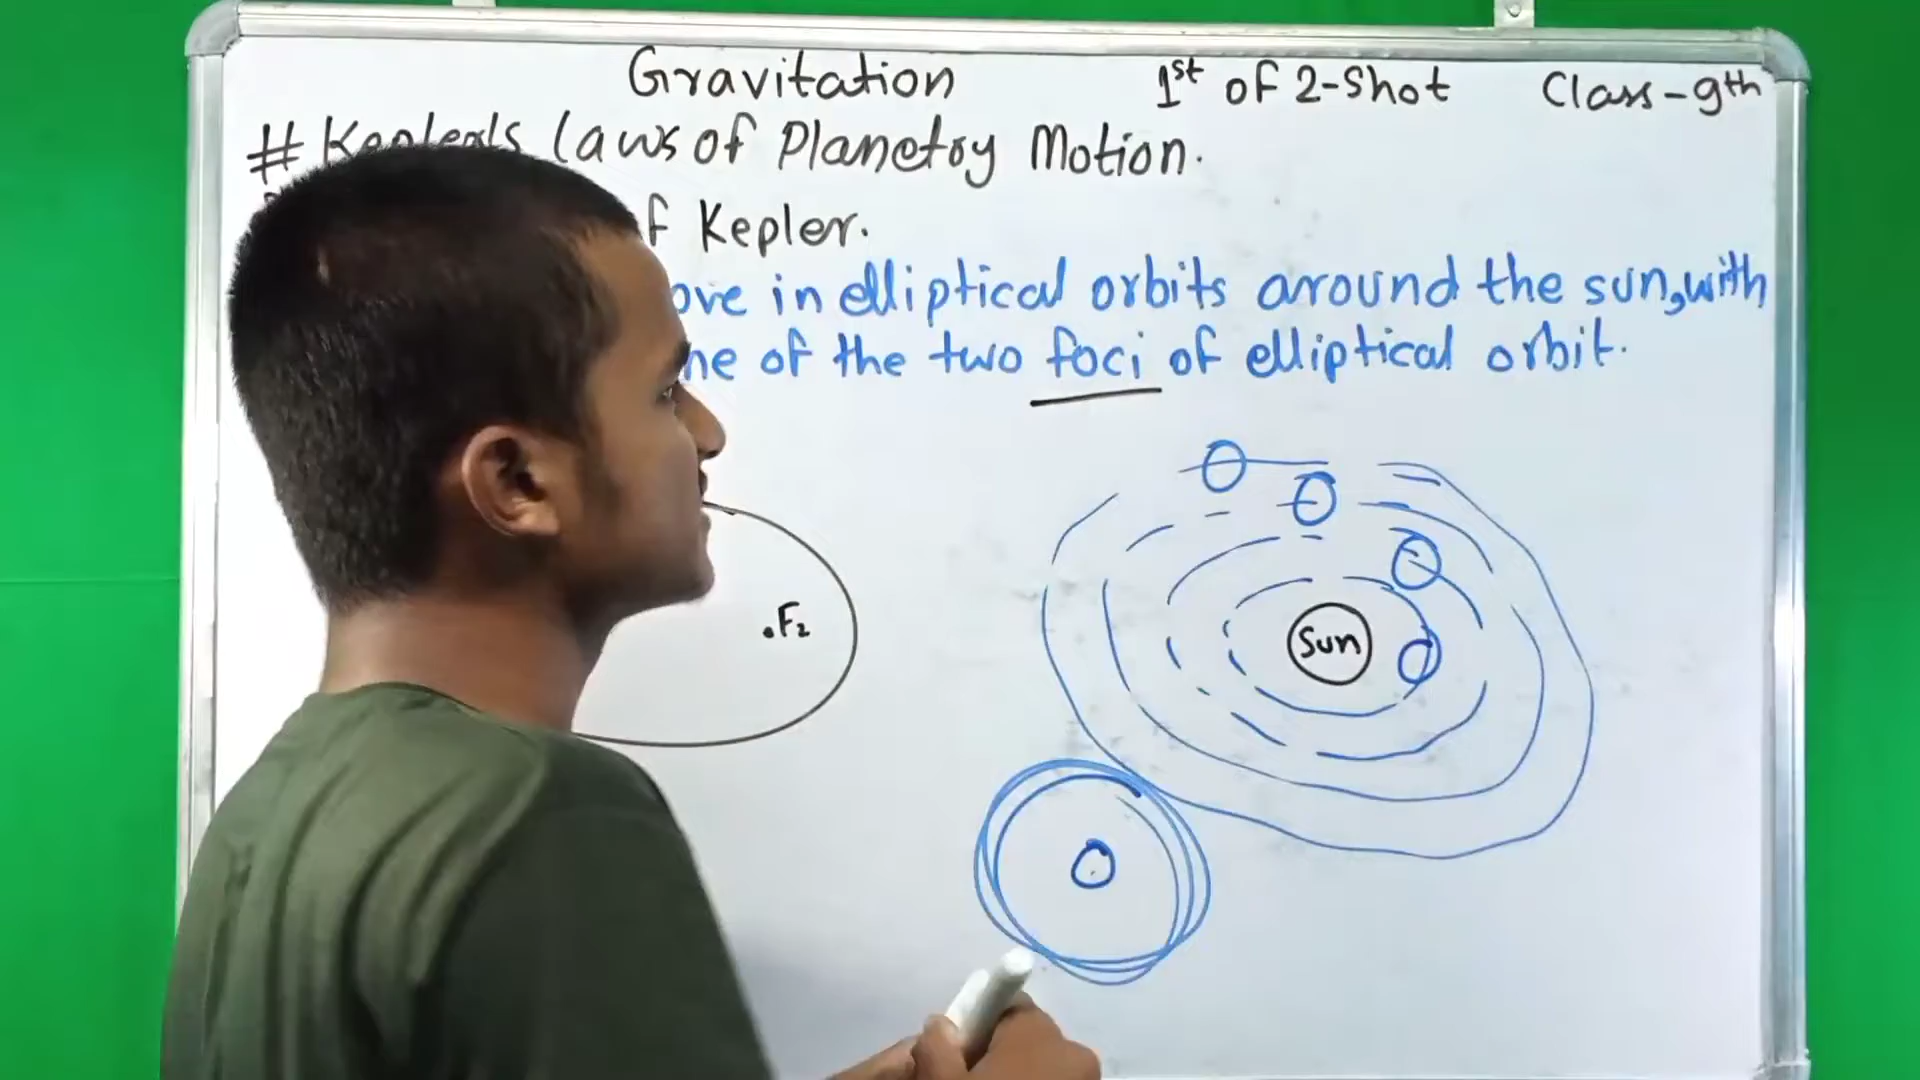 Gravitation 1st of 2-Shot Class-9th
# Kepler's Laws of Planetry Motion.
f Kepler.
ove in elliptical orbits around the sun, with
ne of the two foci of elliptical orbit.
.F2
Sun